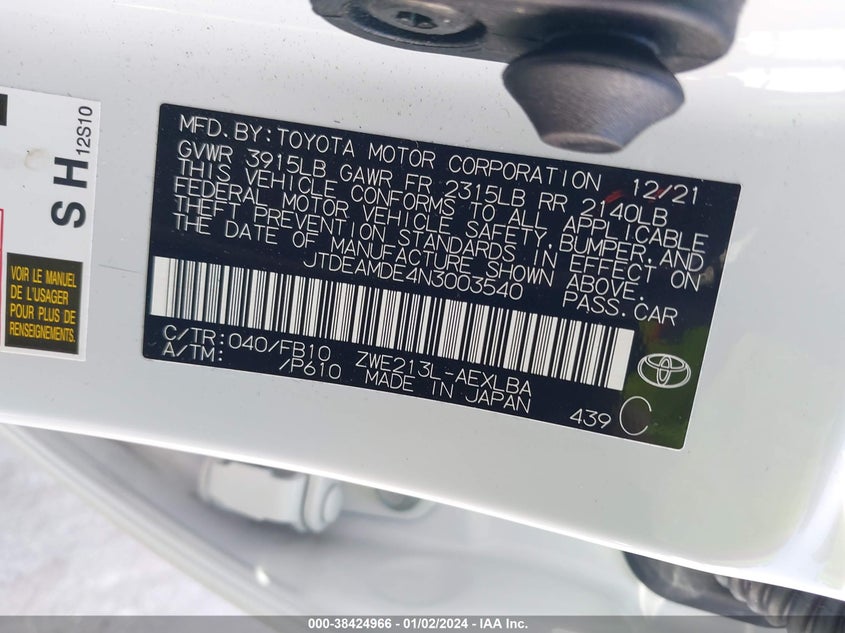 MFD. BY: TOYOTA MOTOR CORPORATION 12/21
GVWR 3915LB GAWR FR 2315LB RR 2140LB
THIS VEHICLE CONFORMS TO ALL APPLICABLE
FEDERAL MOTOR VEHICLE SAFETY, BUMPER, AND
THEFT PREVENTION STANDARDS IN EFFECT ON
THE DATE OF MANUFACTURE SHOWN ABOVE.
JTDEAMDE4N3003540 PASS.CAR
C/TR: 040/FB10 ZWE213L-AEXLBA
A/TM: /P610 MADE IN JAPAN
439 C
SH 12S10
VOIR LE MANUEL
DE L'USAGER
POUR PLUS DE
RENSEIGNEMENTS.
000-38424966 - 01/02/2024 - IAA Inc.